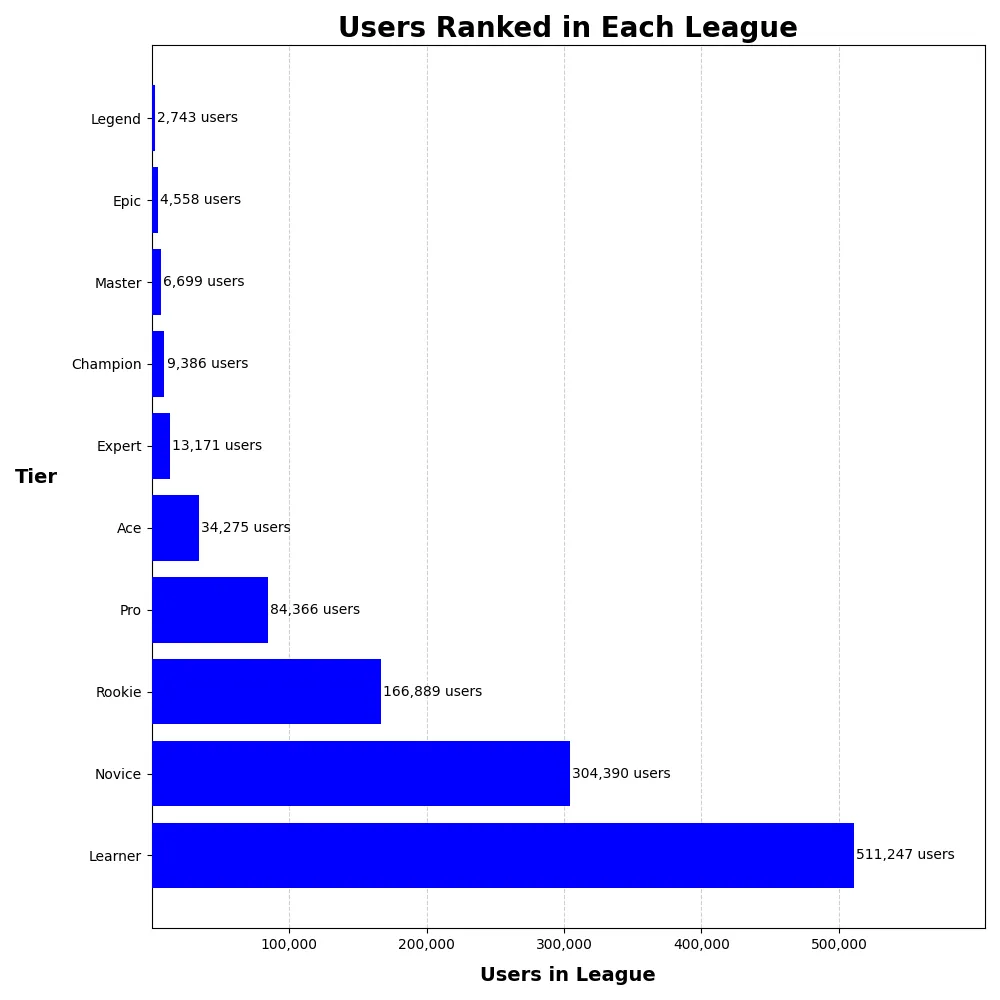 Users Ranked in Each League
Legend 2,743 users
Epic 4,558 users
Master 6,699 users
Champion 9,386 users
Expert 13,171 users
Tier
Ace 34,275 users
Pro 84,366 users
Rookie 166,889 users
Novice 304,390 users
Learner 511,247 users
100,000 200,000 300,000 400,000 500,000
Users in League